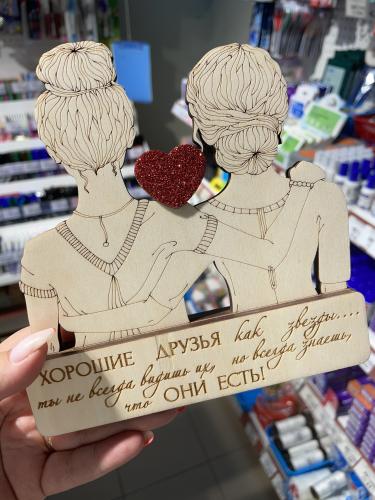 ХОРОШИЕ ДРУЗЬЯ как звезды....
ты не всегда видишь их, но всегда знаешь,
что ОНИ ЕСТЬ!